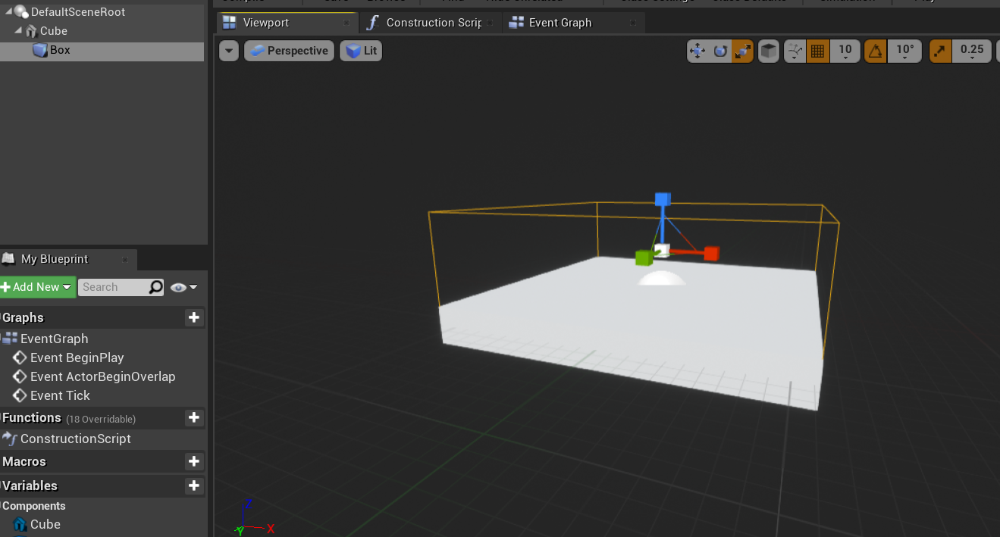 DefaultSceneRoot
Cube
Box
Viewport
Construction Scrip
Event Graph
Perspective
Lit
10
10°
0.25
My Blueprint
Add New
Search
Graphs
EventGraph
Event BeginPlay
Event ActorBeginOverlap
Event Tick
Functions (18 Overridable)
ConstructionScript
Macros
Variables
Components
Cube
Z
X
Y